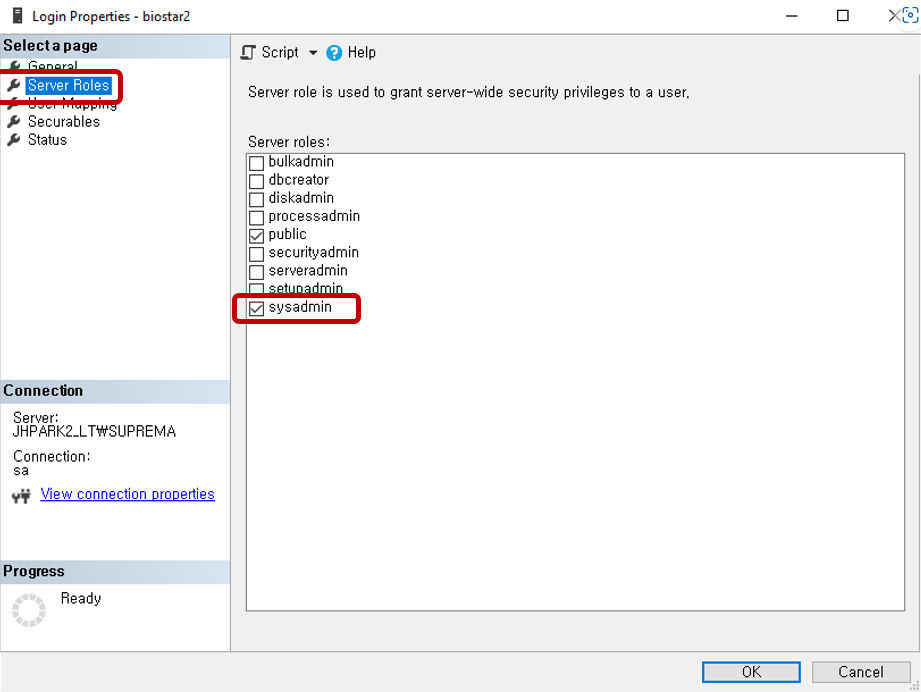 Login Properties - biostar2
Select a page
General
Server Roles
User Mapping
Securables
Status
Script
Help
Server role is used to grant server-wide security privileges to a user.
Server roles:
bulkadmin
dbcreator
diskadmin
processadmin
public
securityadmin
serveradmin
setupadmin
sysadmin
Connection
Server:
JHPARK2_LT₩SUPREMA
Connection:
sa
View connection properties
Progress
Ready
OK
Cancel